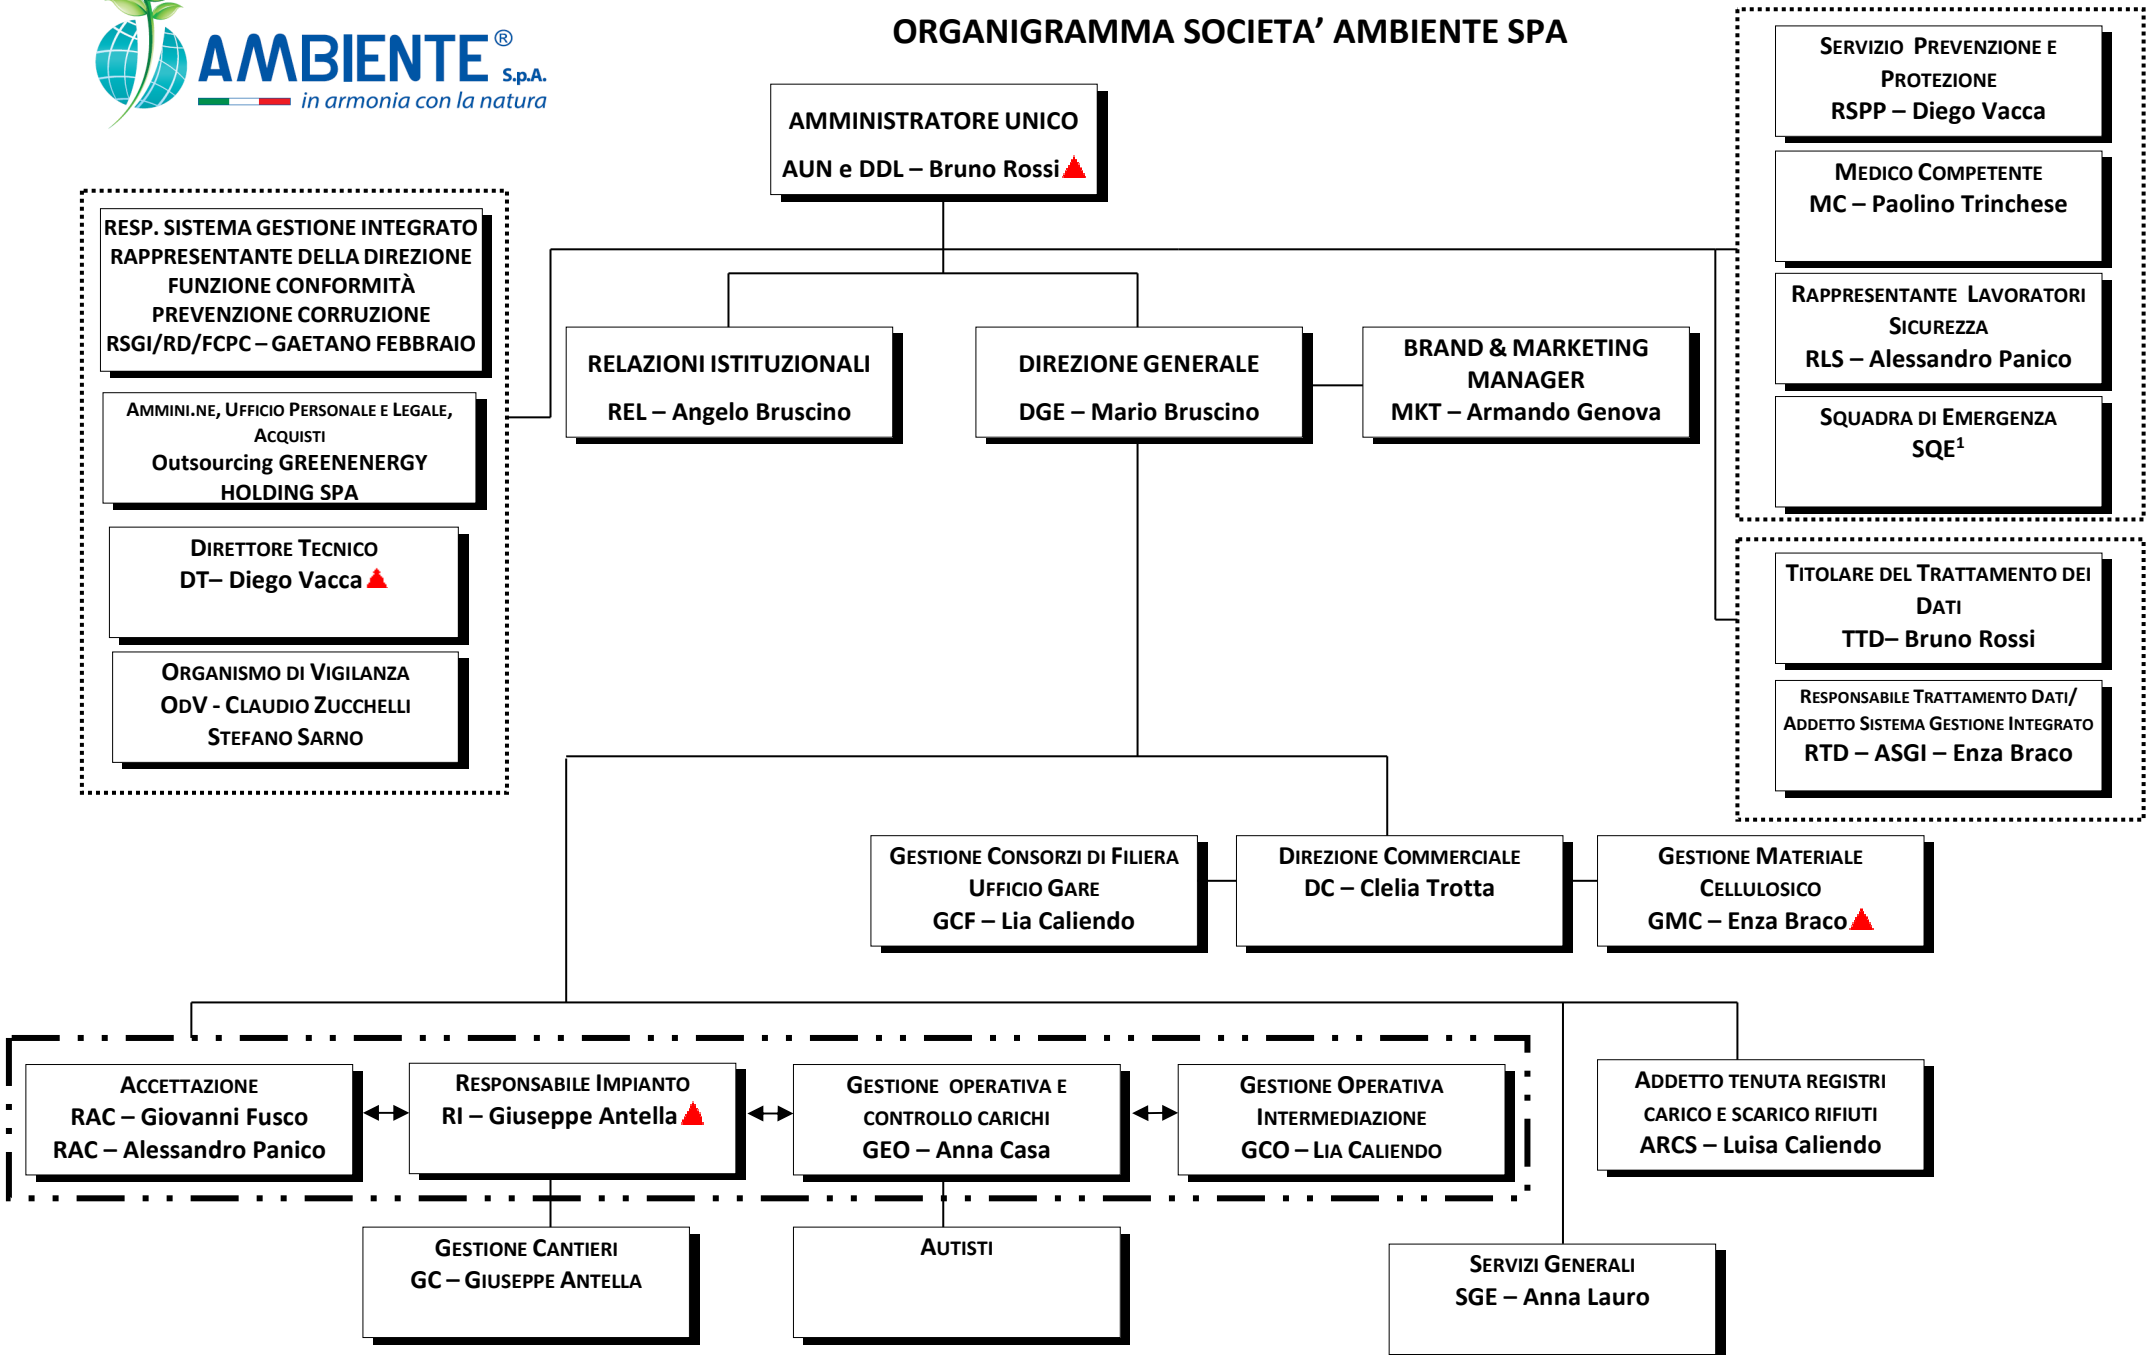 AMBIENTE®
S.p.A.
in armonia con la natura
ORGANIGRAMMA SOCIETA’ AMBIENTE SPA
AMMINISTRATORE UNICO
AUN e DDL – Bruno Rossi
SERVIZIO PREVENZIONE E
PROTEZIONE
RSPP – Diego Vacca
MEDICO COMPETENTE
MC – Paolino Trinchese
RAPPRESENTANTE LAVORATORI
SICUREZZA
RLS – Alessandro Panico
SQUADRA DI EMERGENZA
SQE¹
RESP. SISTEMA GESTIONE INTEGRATO
RAPPRESENTANTE DELLA DIREZIONE
FUNZIONE CONFORMITÀ
PREVENZIONE CORRUZIONE
RSGI/RD/FCPC – GAETANO FEBBRAIO
AMMINI.NE, UFFICIO PERSONALE E LEGALE,
ACQUISTI
Outsourcing GREENENERGY
HOLDING SPA
DIRETTORE TECNICO
DT– Diego Vacca
ORGANISMO DI VIGILANZA
ODV - CLAUDIO ZUCCHELLI
STEFANO SARNO
RELAZIONI ISTITUZIONALI
REL – Angelo Bruscino
DIREZIONE GENERALE
DGE – Mario Bruscino
BRAND & MARKETING
MANAGER
MKT – Armando Genova
TITOLARE DEL TRATTAMENTO DEI
DATI
TTD– Bruno Rossi
RESPONSABILE TRATTAMENTO DATI/
ADDETTO SISTEMA GESTIONE INTEGRATO
RTD – ASGI – Enza Braco
GESTIONE CONSORZI DI FILIERA
UFFICIO GARE
GCF – Lia Caliendo
DIREZIONE COMMERCIALE
DC – Clelia Trotta
GESTIONE MATERIALE
CELLULOSICO
GMC – Enza Braco
ACCETTAZIONE
RAC – Giovanni Fusco
RAC – Alessandro Panico
RESPONSABILE IMPIANTO
RI – Giuseppe Antella
GESTIONE OPERATIVA E
CONTROLLO CARICHI
GEO – Anna Casa
GESTIONE OPERATIVA
INTERMEDIAZIONE
GCO – LIA CALIENDO
ADDETTO TENUTA REGISTRI
CARICO E SCARICO RIFIUTI
ARCS – Luisa Caliendo
GESTIONE CANTIERI
GC – GIUSEPPE ANTELLA
AUTISTI
SERVIZI GENERALI
SGE – Anna Lauro